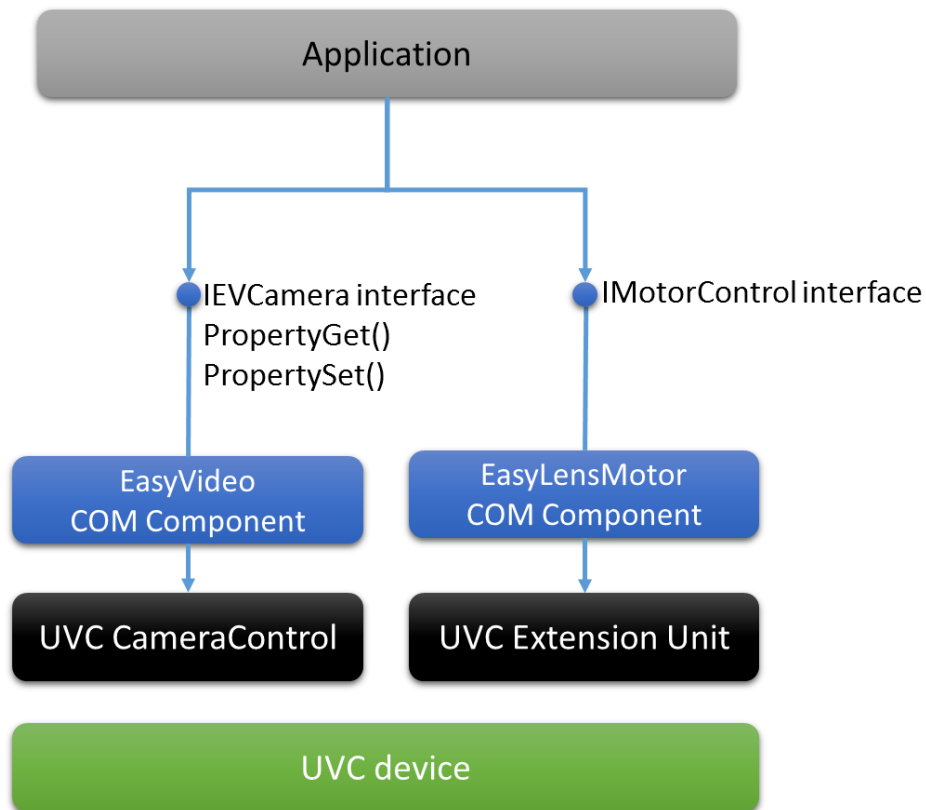 Application
IEVCamera interface
PropertyGet()
PropertySet()
IMotorControl interface
EasyVideo
COM Component
EasyLensMotor
COM Component
UVC CameraControl
UVC Extension Unit
UVC device